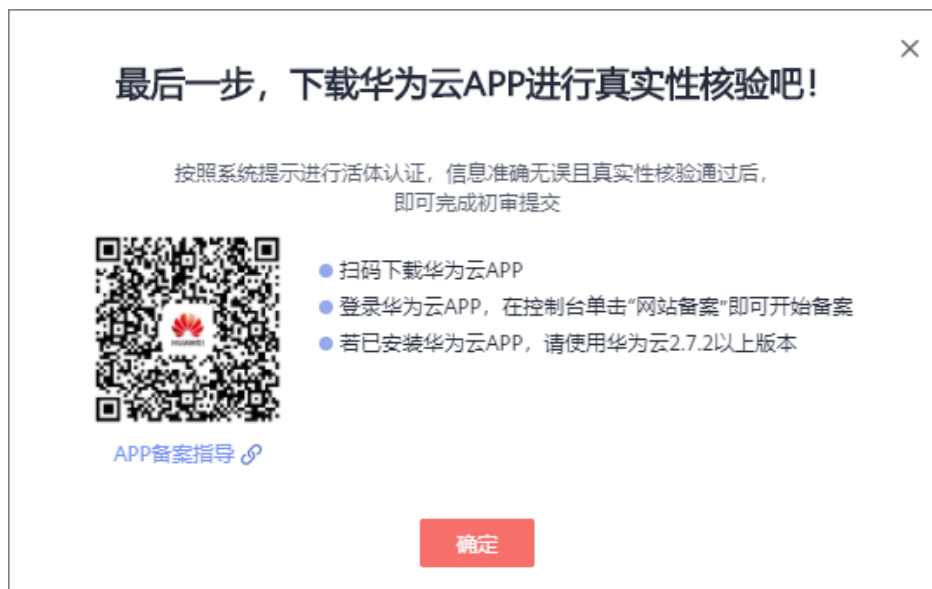 最后一步，下载华为云APP进行真实性核验吧！
按照系统提示进行活体认证，信息准确无误且真实性核验通过后，
即可完成初审提交
扫码下载华为云APP
登录华为云APP，在控制台单击“网站备案”即可开始备案
若已安装华为云APP，请使用华为云2.7.2以上版本
HUAWEI
APP备案指导
确定